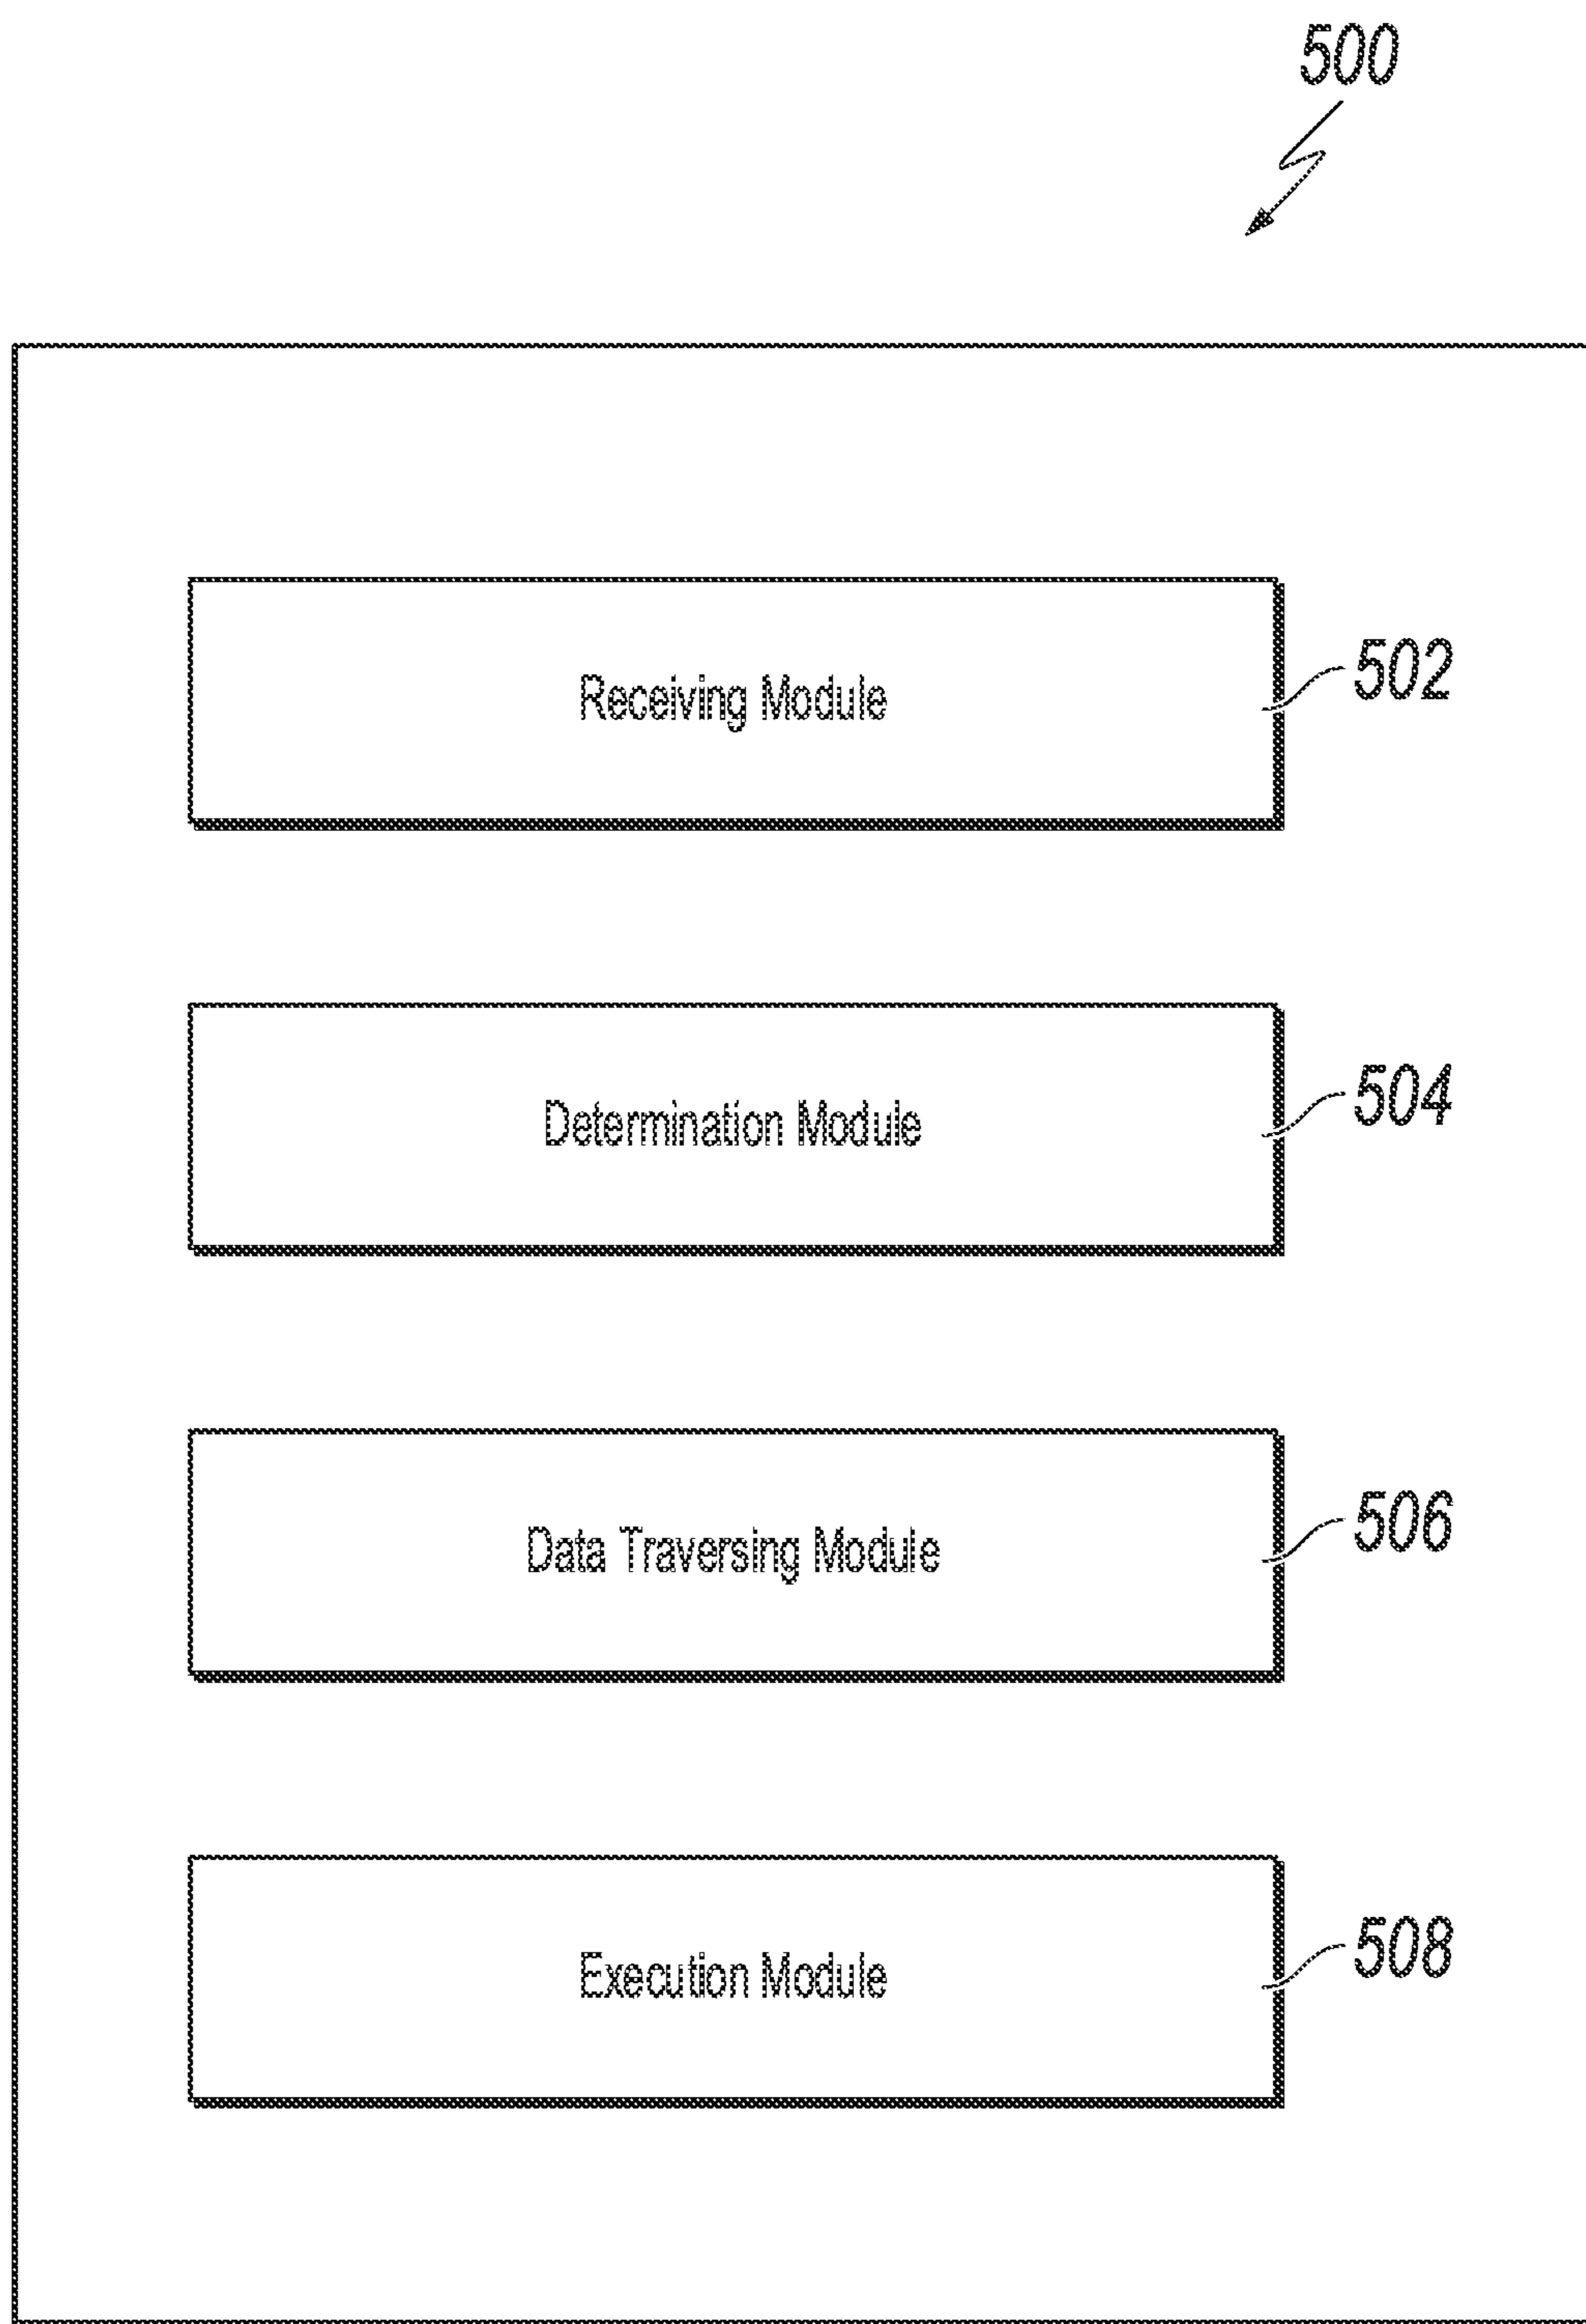 500
Receiving Module
502
Determination Module
504
Data Traversing Module
506
Execution Module
508